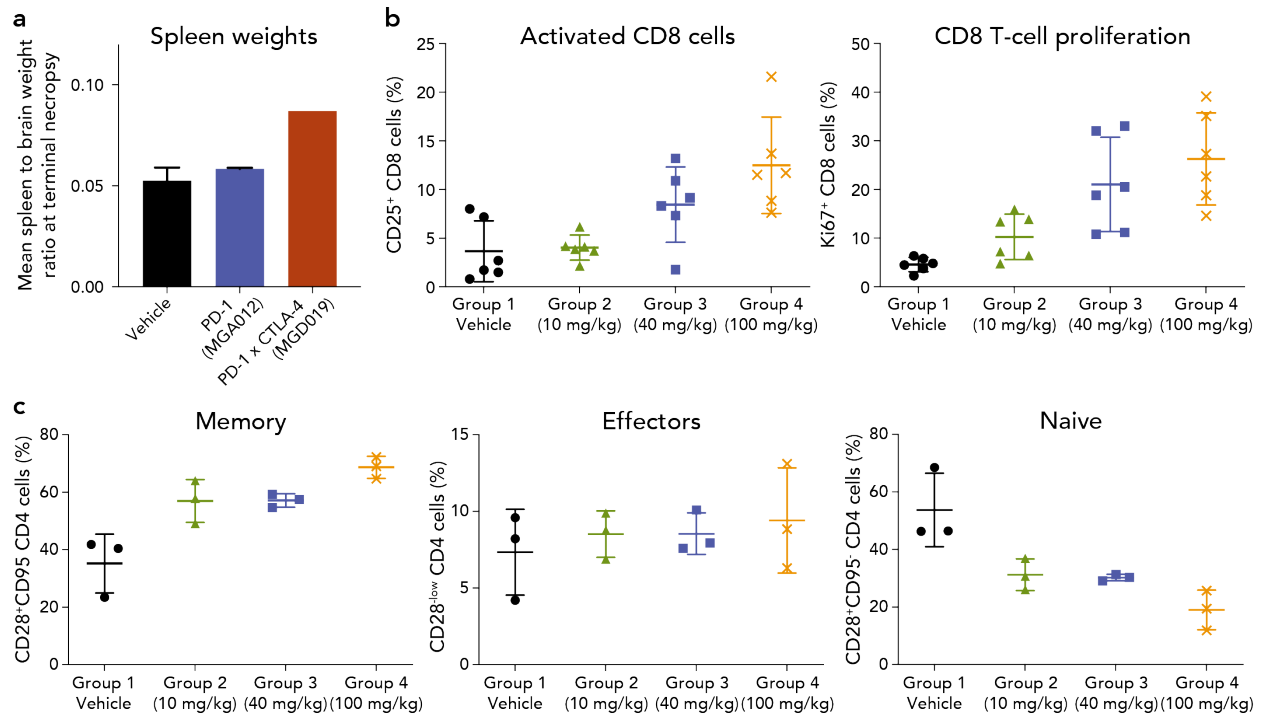 a
Spleen weights
Mean spleen to brain weight
ratio at terminal necropsy
0.10
0.05
0.00
Vehicle
PD-1
(MGA012)
PD-1 x CTLA-4
(MGD019)
b
Activated CD8 cells
CD25⁺ CD8 cells (%)
25
20
15
10
5
0
Group 1
Vehicle
Group 2
(10 mg/kg)
Group 3
(40 mg/kg)
Group 4
(100 mg/kg)
CD8 T-cell proliferation
Ki67⁺ CD8 cells (%)
50
40
30
20
10
0
Group 1
Vehicle
Group 2
(10 mg/kg)
Group 3
(40 mg/kg)
Group 4
(100 mg/kg)
c
Memory
CD28⁺CD95 CD4 cells (%)
80
60
40
20
0
Group 1
Vehicle
Group 2
(10 mg/kg)
Group 3
(40 mg/kg)
Group 4
(100 mg/kg)
Effectors
CD28⁻ˡᵒʷ CD4 cells (%)
15
10
5
0
Group 1
Vehicle
Group 2
(10 mg/kg)
Group 3
(40 mg/kg)
Group 4
(100 mg/kg)
Naive
CD28⁺CD95⁻ CD4 cells (%)
80
60
40
20
0
Group 1
Vehicle
Group 2
(10 mg/kg)
Group 3
(40 mg/kg)
Group 4
(100 mg/kg)